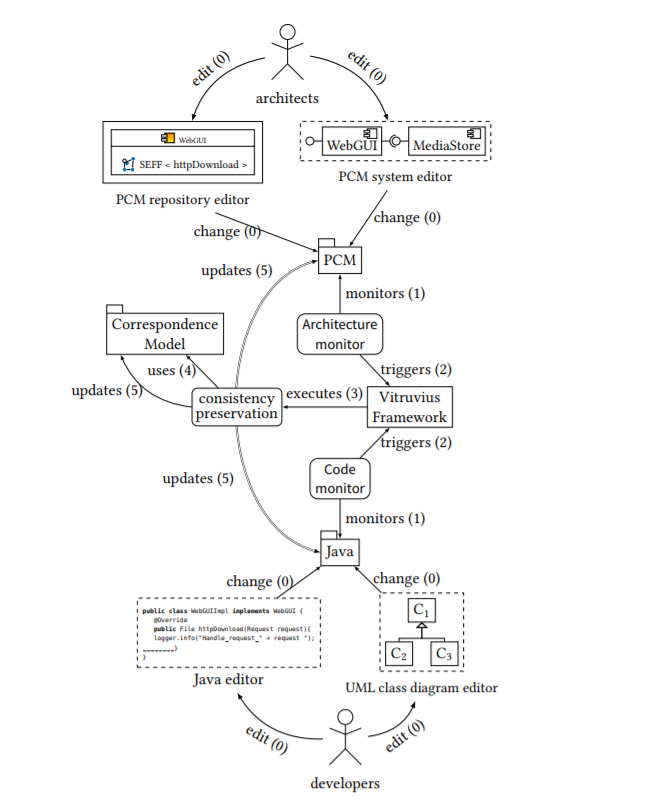 edit (0)
edit (0)
architects
WebGUI
SEFF < httpDownload >
WebGUI
MediaStore
PCM repository editor
PCM system editor
change (0)
change (0)
PCM
updates (5)
monitors (1)
Correspondence
Model
Architecture
monitor
uses (4)
triggers (2)
updates (5)
consistency
preservation
executes (3)
Vitruvius
Framework
triggers (2)
Code
monitor
updates (5)
monitors (1)
Java
change (0)
change (0)
public class WebGUIImpl implements WebGUI {
@Override
public File httpDownload(Request request){
logger.info("Handle_request_" + request ");
________}
}
C1
C2
C3
Java editor
UML class diagram editor
edit (0)
edit (0)
developers